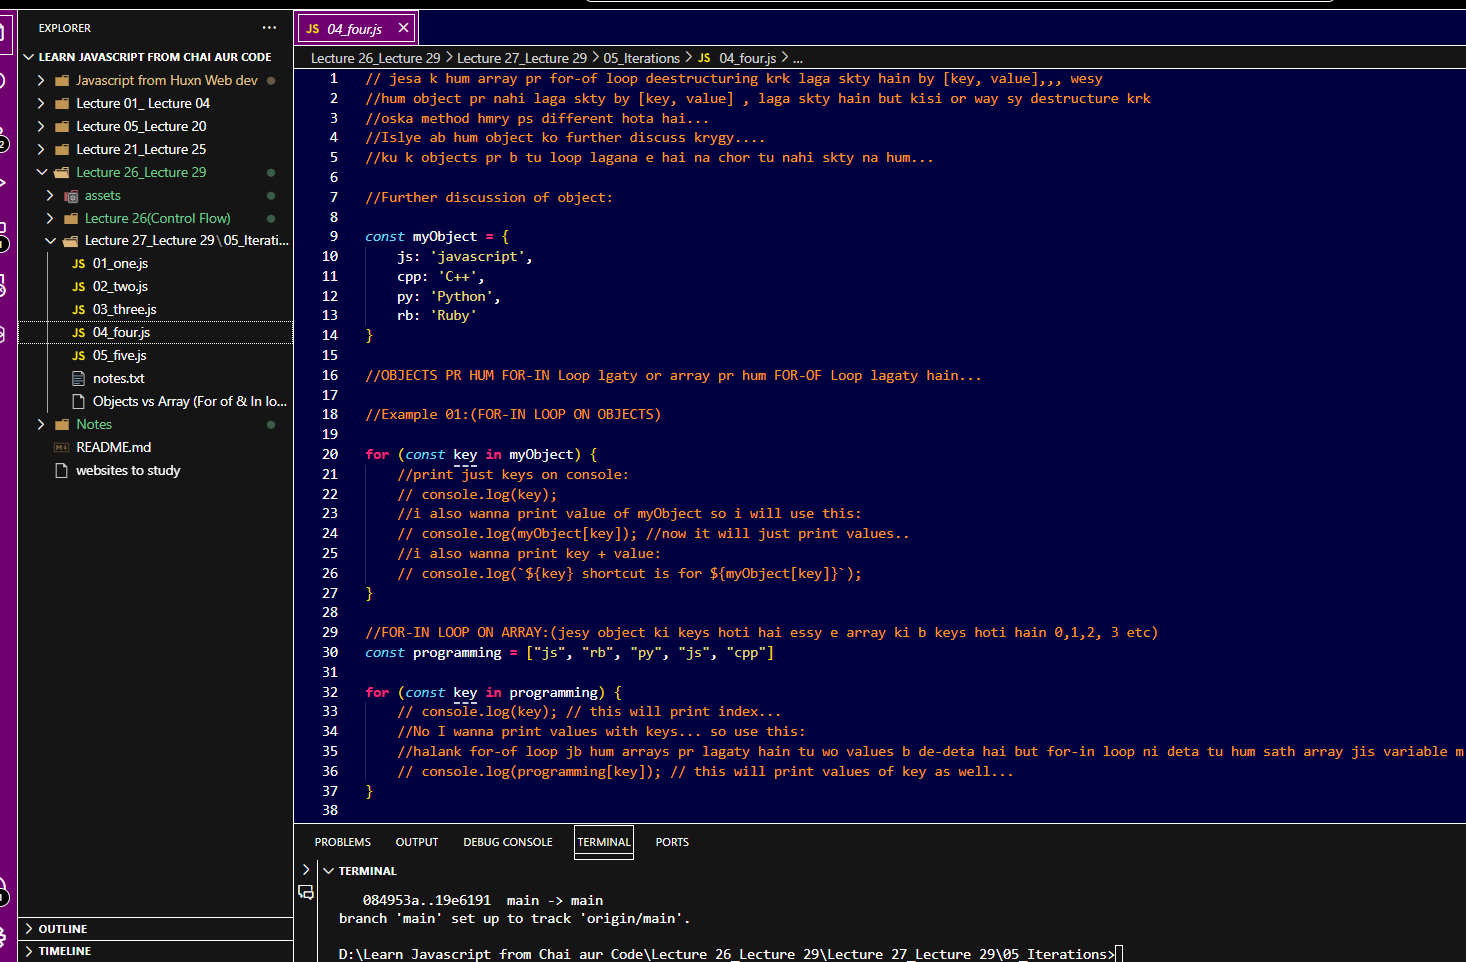 EXPLORER
···
LEARN JAVASCRIPT FROM CHAI AUR CODE
Javascript from Huxn Web dev
Lecture 01_ Lecture 04
Lecture 05_Lecture 20
Lecture 21_Lecture 25
Lecture 26_Lecture 29
assets
Lecture 26(Control Flow)
Lecture 27_Lecture 29\05_Iterati...
JS 01_one.js
JS 02_two.js
JS 03_three.js
JS 04_four.js
JS 05_five.js
notes.txt
Objects vs Array (For of & In lo...
Notes
README.md
websites to study
OUTLINE
TIMELINE
JS 04_four.js
Lecture 26_Lecture 29 > Lecture 27_Lecture 29 > 05_Iterations > JS 04_four.js > ...
1 // jesa k hum array pr for-of loop deestructuring krk laga skty hain by [key, value],,, wesy
2 //hum object pr nahi laga skty by [key, value] , laga skty hain but kisi or way sy destructure krk
3 //oska method hmry ps different hota hai...
4 //Islye ab hum object ko further discuss krygy....
5 //ku k objects pr b tu loop lagana e hai na chor tu nahi skty na hum...
6
7 //Further discussion of object:
8
9 const myObject = {
10 js: 'javascript',
11 cpp: 'C++',
12 py: 'Python',
13 rb: 'Ruby'
14 }
15
16 //OBJECTS PR HUM FOR-IN Loop lgaty or array pr hum FOR-OF Loop lagaty hain...
17
18 //Example 01:(FOR-IN LOOP ON OBJECTS)
19
20 for (const key in myObject) {
21 //print just keys on console:
22 // console.log(key);
23 //i also wanna print value of myObject so i will use this:
24 // console.log(myObject[key]); //now it will just print values..
25 //i also wanna print key + value:
26 // console.log(`${key} shortcut is for ${myObject[key]}`);
27 }
28
29 //FOR-IN LOOP ON ARRAY:(jesy object ki keys hoti hai essy e array ki b keys hoti hain 0,1,2, 3 etc)
30 const programming = ["js", "rb", "py", "js", "cpp"]
31
32 for (const key in programming) {
33 // console.log(key); // this will print index...
34 //No I wanna print values with keys... so use this:
35 //halank for-of loop jb hum arrays pr lagaty hain tu wo values b de-deta hai but for-in loop ni deta tu hum sath array jis variable m
36 // console.log(programming[key]); // this will print values of key as well...
37 }
38
PROBLEMS OUTPUT DEBUG CONSOLE TERMINAL PORTS
TERMINAL
084953a..19e6191 main -> main
branch 'main' set up to track 'origin/main'.
D:\Learn Javascript from Chai aur Code\Lecture 26_Lecture 29\Lecture 27_Lecture 29\05_Iterations>